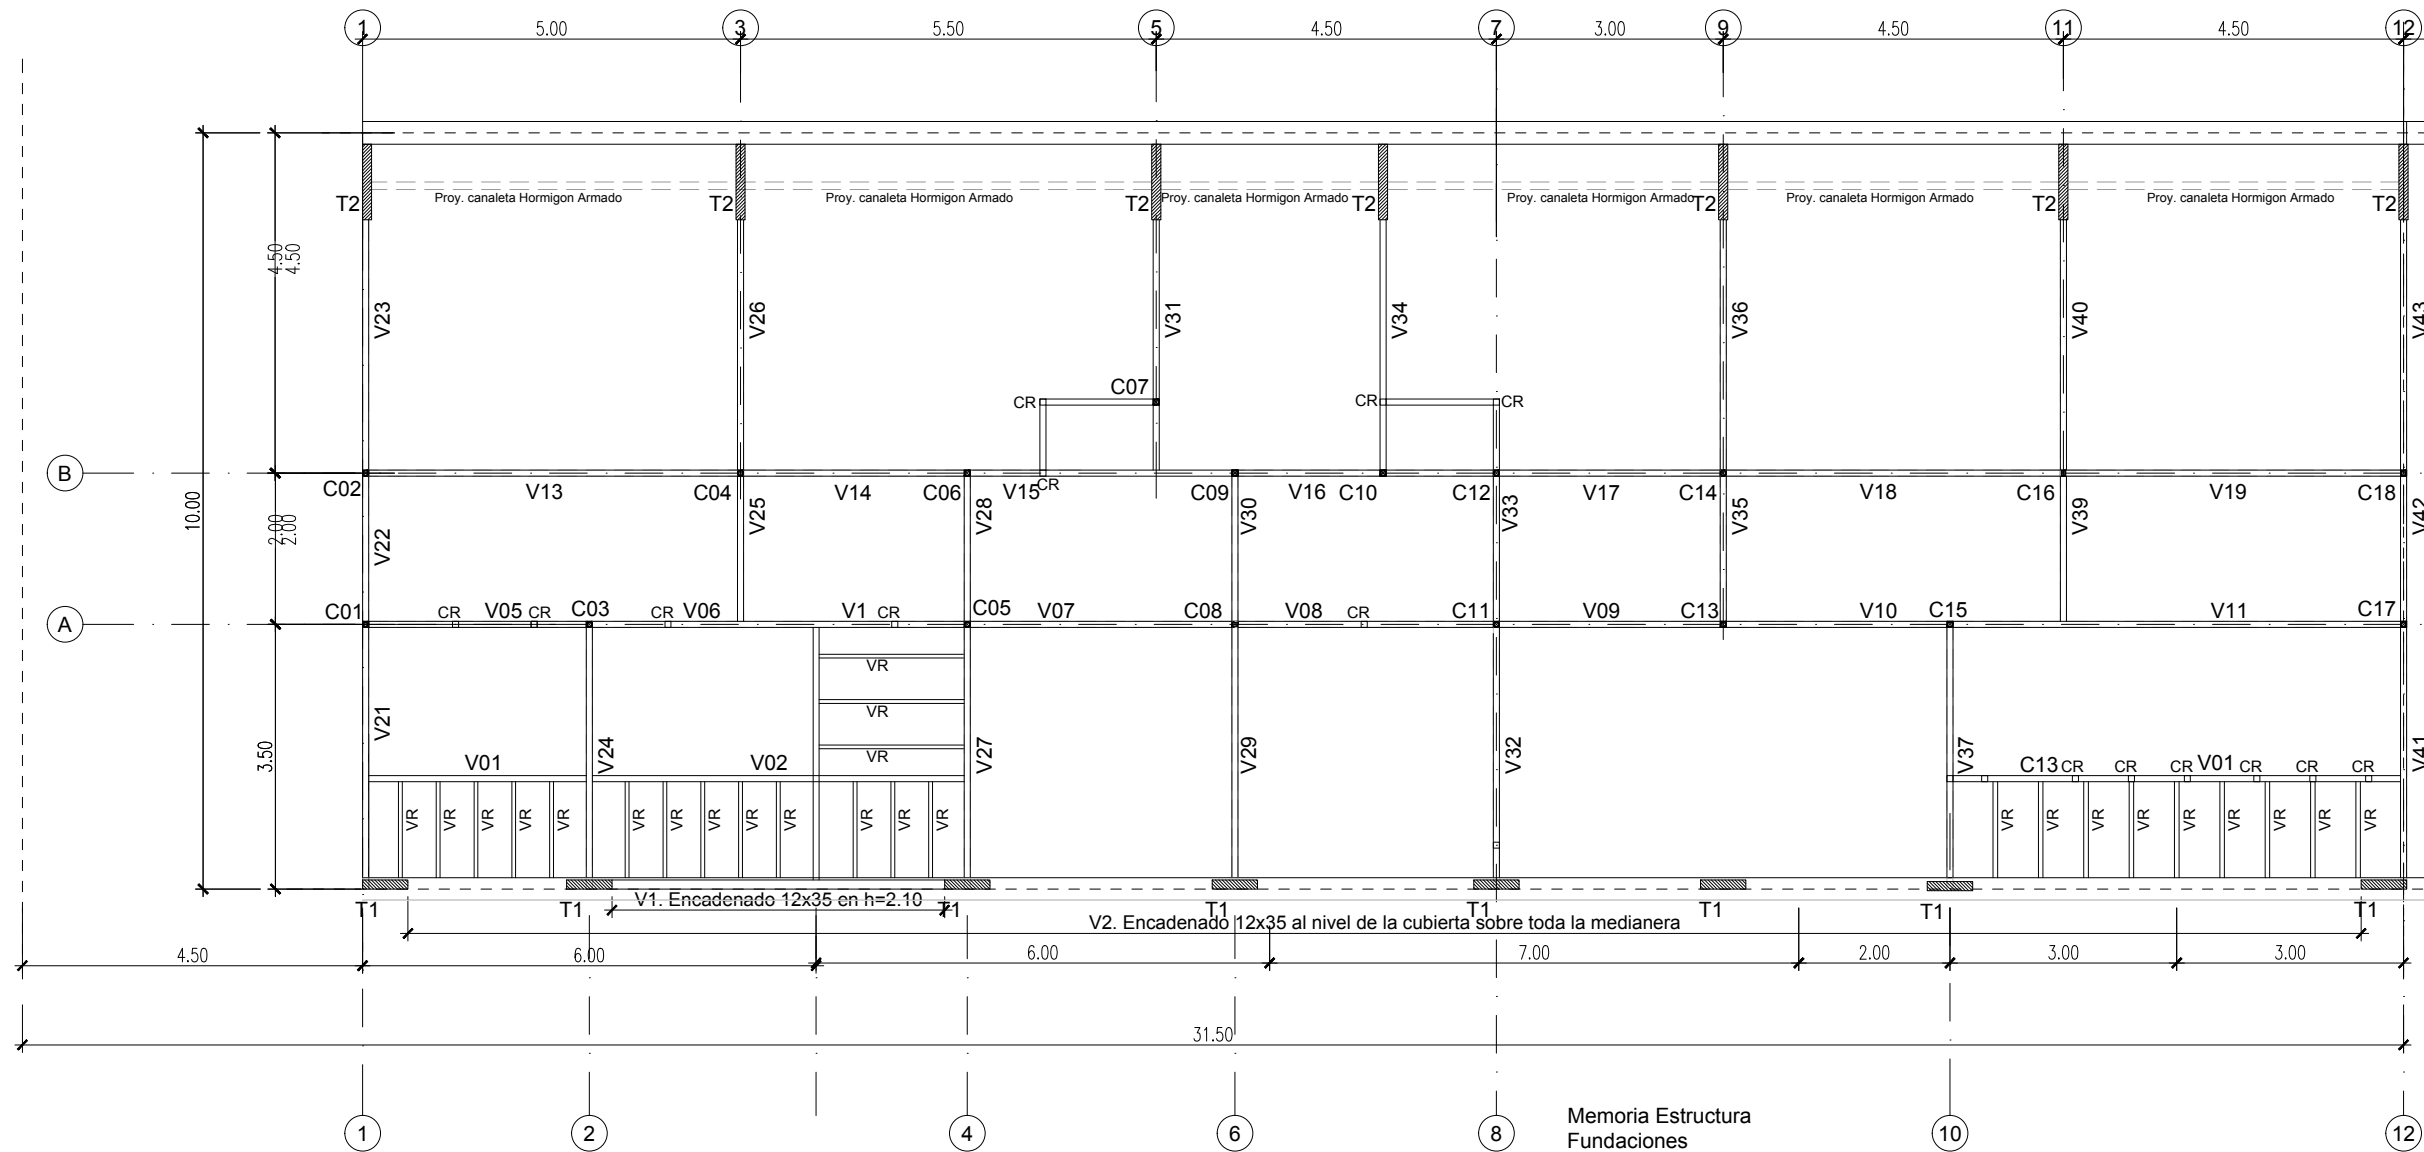 1 3 5 7 9 11 12
5.00 5.50 4.50 3.00 4.50 4.50
Proy. canaleta Hormigon Armado Proy. canaleta Hormigon Armado Proy. canaleta Hormigon Armado Proy. canaleta Hormigon Armado Proy. canaleta Hormigon Armado Proy. canaleta Hormigon Armado
T2 T2 T2 T2 T2 T2 T2
4.50
4.50
V23 V26 V31 V34 V36 V40 V43
C07
CR CR CR
B
C02 V13 C04 V14 C06 V15 CR C09 V16 C10 C12 V17 C14 V18 C16 V19 C18
10.00
2.00
2.00
V22 V25 V28 V30 V33 V35 V39 V42
A
C01 CR V05 CR C03 CR V06 V1 CR C05 V07 C08 V08 CR C11 V09 C13 V10 C15 V11 C17
VR
VR
VR
3.50
V21 V24 V27 V29 V32 V37 V41
V01 V02 C13 CR CR CR V01 CR CR CR
VR VR VR VR VR VR VR VR VR VR VR VR VR VR VR VR VR VR VR VR VR VR
V1. Encadenado 12x35 en h=2.10
T1 T1 T1 T1 T1 T1 T1 T1
V2. Encadenado 12x35 al nivel de la cubierta sobre toda la medianera
4.50 6.00 6.00 7.00 2.00 3.00 3.00
31.50
Memoria Estructura
Fundaciones
1 2 4 6 8 10 12